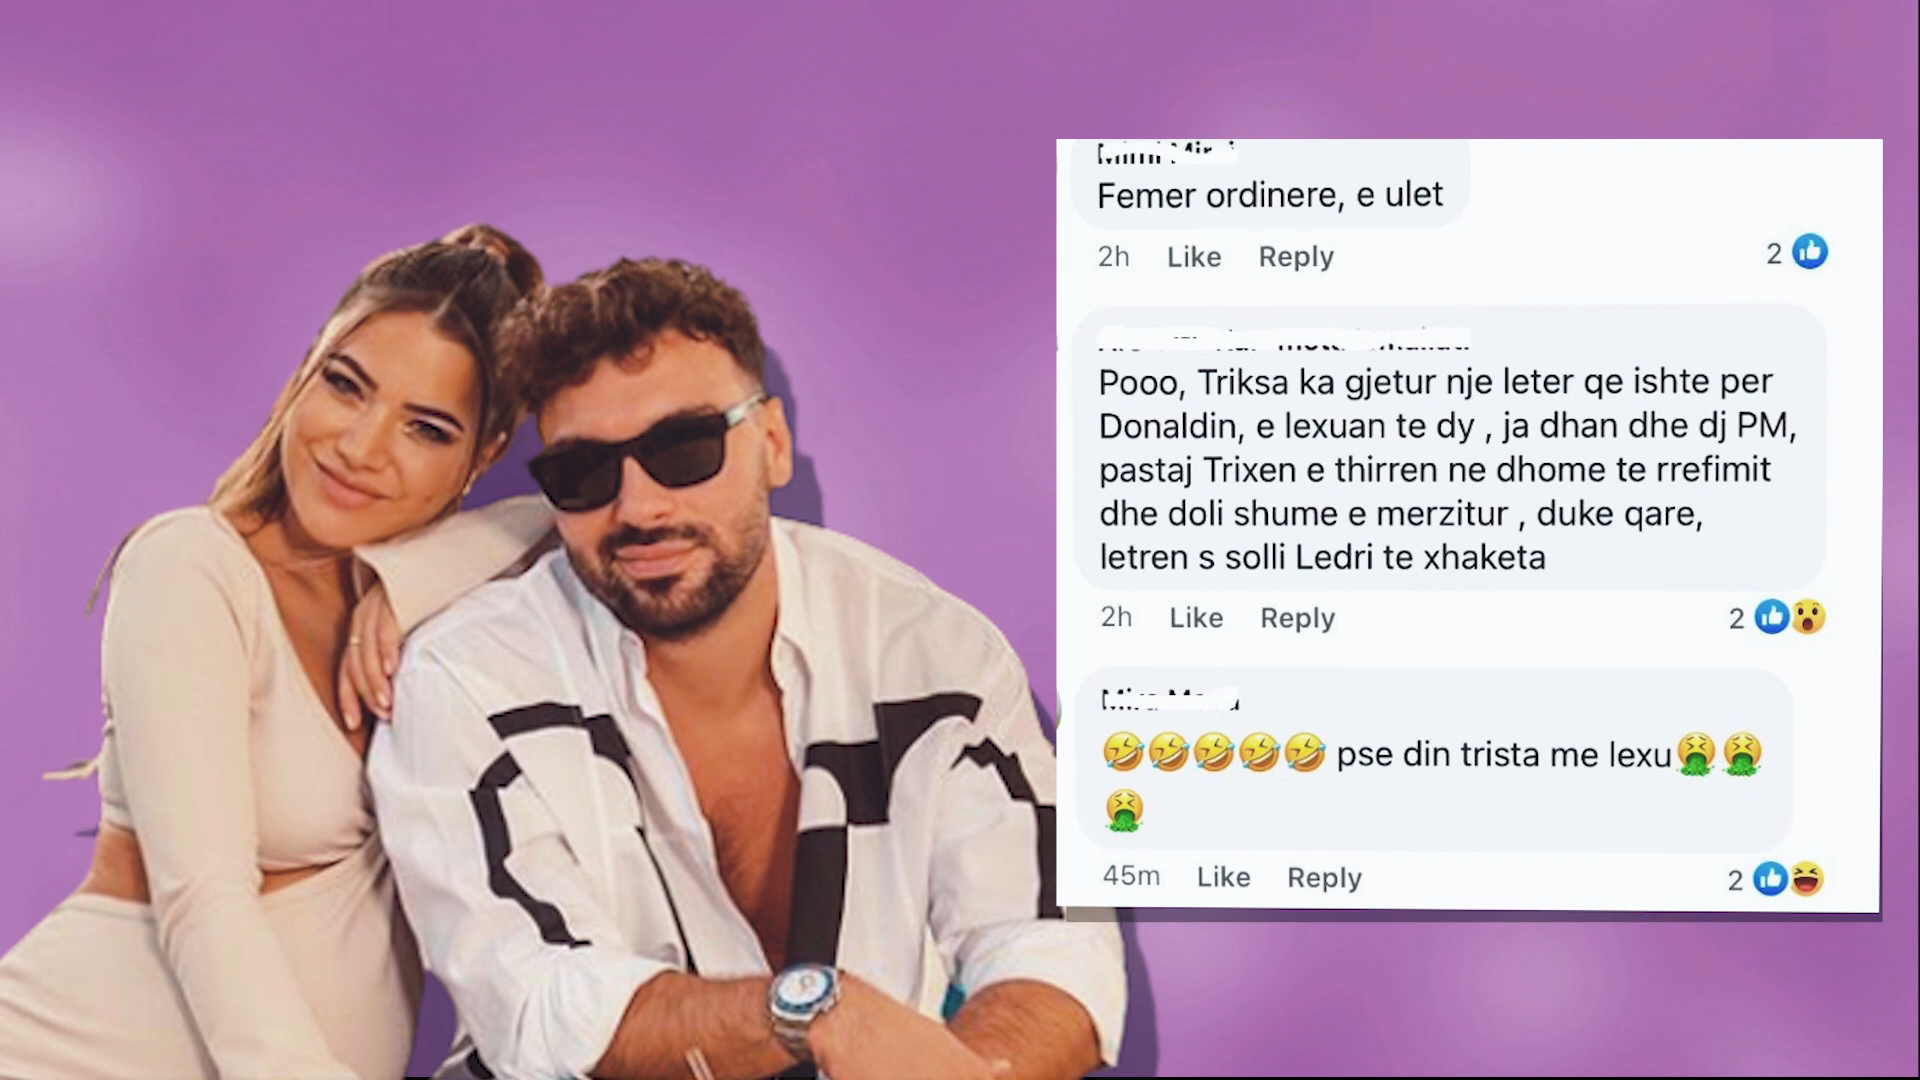 Femer ordinere, e ulet
2h Like Reply 2
Pooo, Triksa ka gjetur nje leter qe ishte per
Donaldin, e lexuan te dy , ja dhan dhe dj PM,
pastaj Trixen e thirren ne dhome te rrefimit
dhe doli shume e merzitur , duke qare,
letren s solli Ledri te xhaketa
2h Like Reply 2
🤣🤣🤣🤣🤣 pse din trista me lexu🤮🤮
🤮
45m Like Reply 2